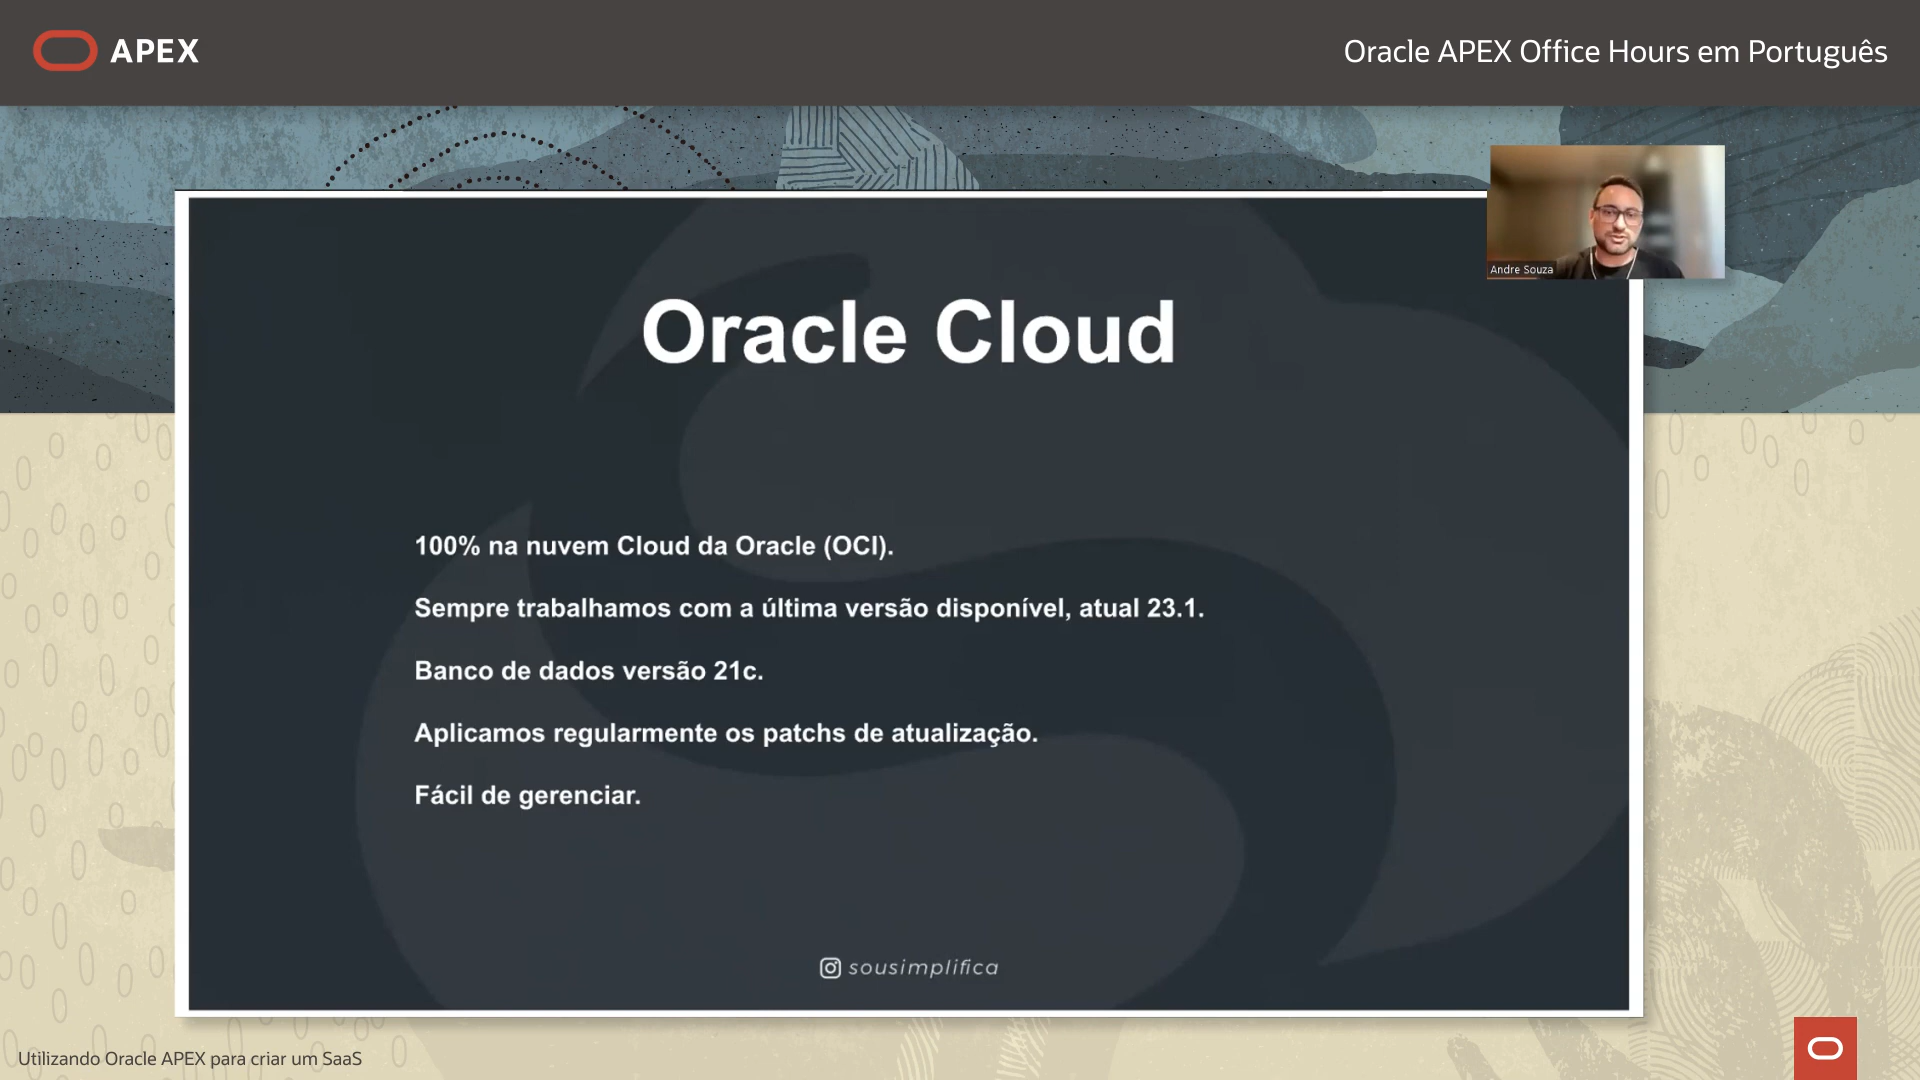 APEX
Oracle APEX Office Hours em Português
Andre Souza
Oracle Cloud
100% na nuvem Cloud da Oracle (OCI).
Sempre trabalhamos com a última versão disponível, atual 23.1.
Banco de dados versão 21c.
Aplicamos regularmente os patchs de atualização.
Fácil de gerenciar.
sousimplifica
Utilizando Oracle APEX para criar um SaaS